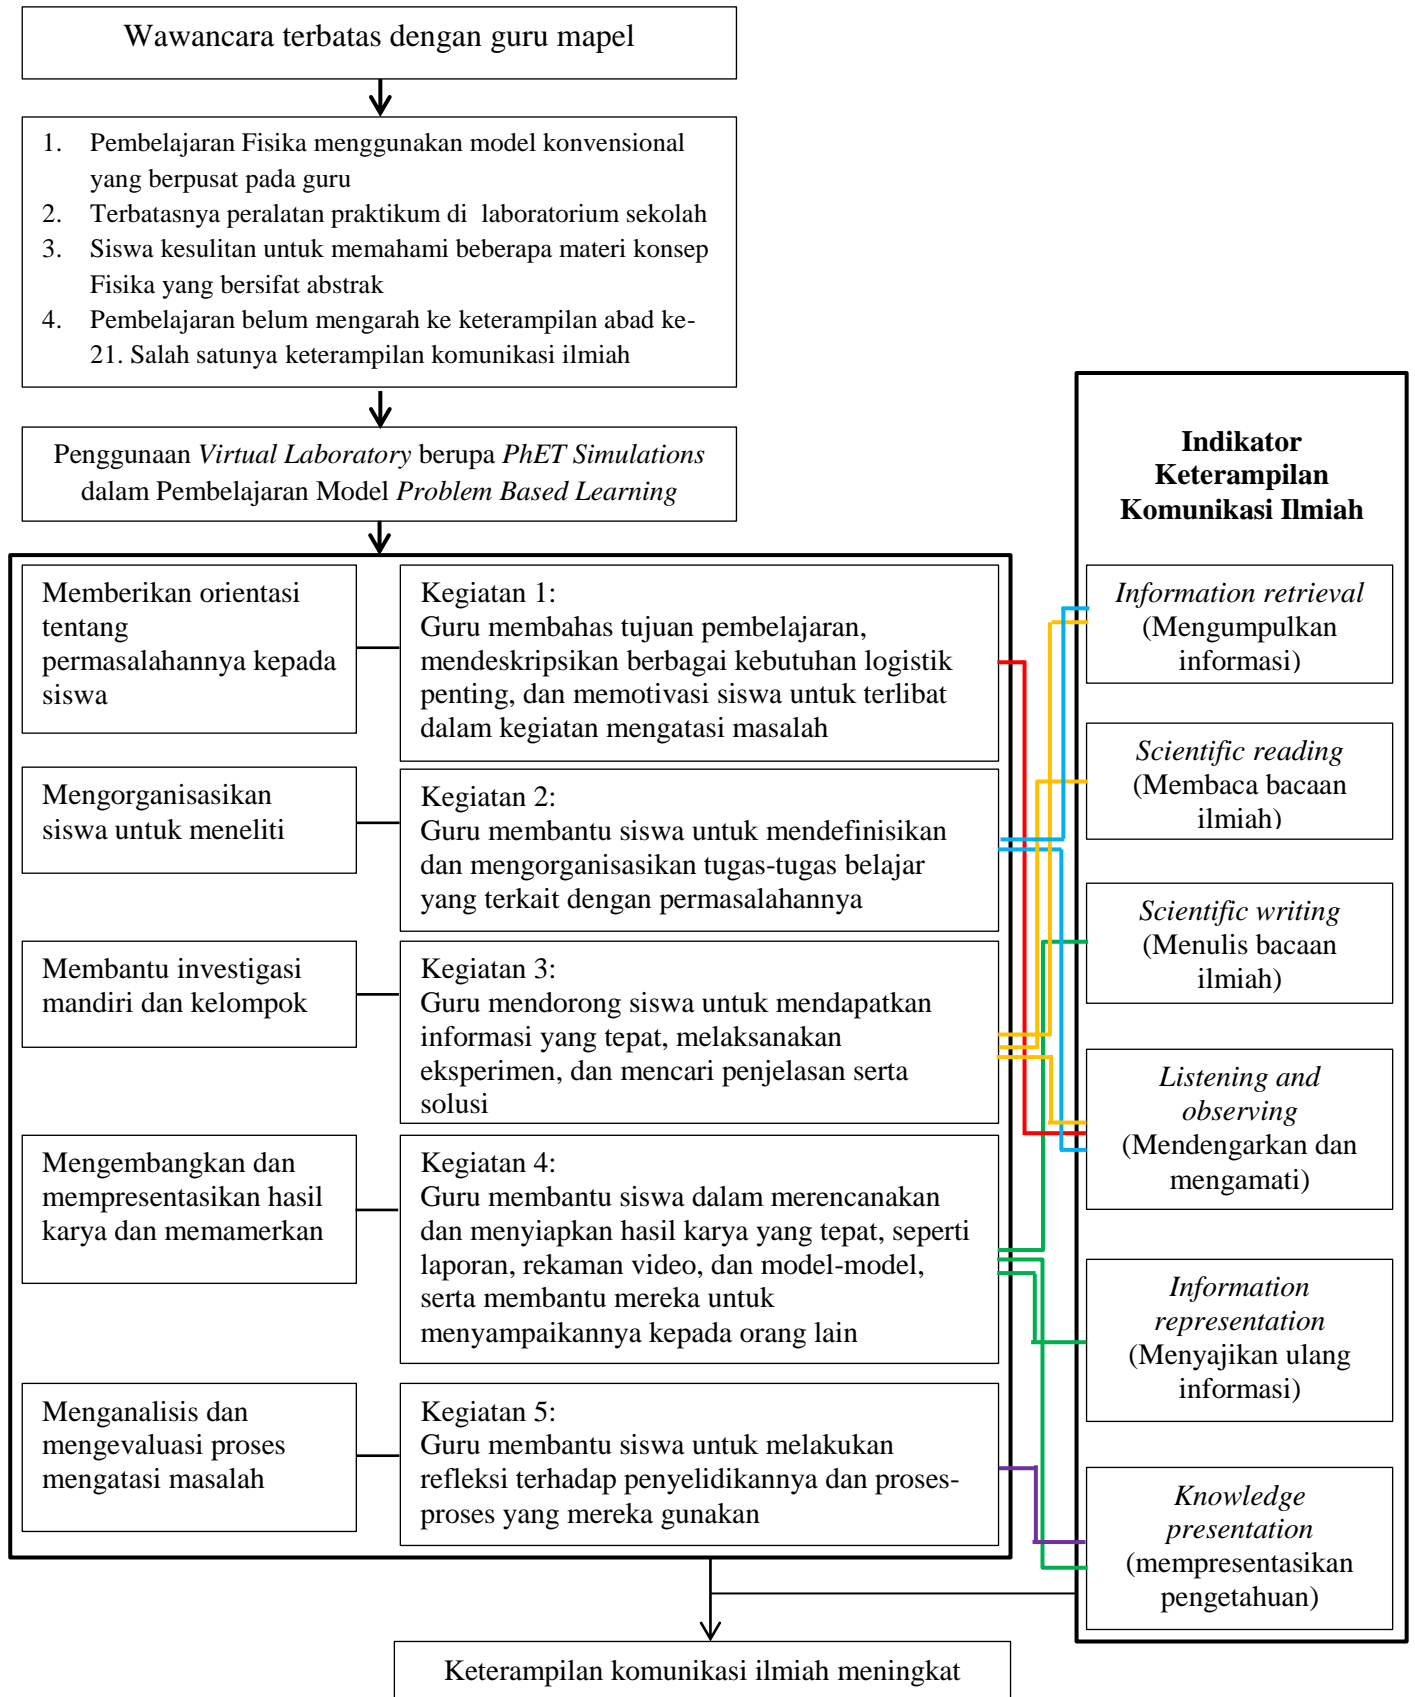 Wawancara terbatas dengan guru mapel
1. Pembelajaran Fisika menggunakan model konvensional
yang berpusat pada guru
2. Terbatasnya peralatan praktikum di laboratorium sekolah
3. Siswa kesulitan untuk memahami beberapa materi konsep
Fisika yang bersifat abstrak
4. Pembelajaran belum mengarah ke keterampilan abad ke-
21. Salah satunya keterampilan komunikasi ilmiah
Penggunaan Virtual Laboratory berupa PhET Simulations
dalam Pembelajaran Model Problem Based Learning
Memberikan orientasi
tentang
permasalahannya kepada
siswa
Kegiatan 1:
Guru membahas tujuan pembelajaran,
mendeskripsikan berbagai kebutuhan logistik
penting, dan memotivasi siswa untuk terlibat
dalam kegiatan mengatasi masalah
Mengorganisasikan
siswa untuk meneliti
Kegiatan 2:
Guru membantu siswa untuk mendefinisikan
dan mengorganisasikan tugas-tugas belajar
yang terkait dengan permasalahannya
Membantu investigasi
mandiri dan kelompok
Kegiatan 3:
Guru mendorong siswa untuk mendapatkan
informasi yang tepat, melaksanakan
eksperimen, dan mencari penjelasan serta
solusi
Mengembangkan dan
mempresentasikan hasil
karya dan memamerkan
Kegiatan 4:
Guru membantu siswa dalam merencanakan
dan menyiapkan hasil karya yang tepat, seperti
laporan, rekaman video, dan model-model,
serta membantu mereka untuk
menyampaikannya kepada orang lain
Menganalisis dan
mengevaluasi proses
mengatasi masalah
Kegiatan 5:
Guru membantu siswa untuk melakukan
refleksi terhadap penyelidikannya dan proses-
proses yang mereka gunakan
Indikator
Keterampilan
Komunikasi Ilmiah
Information retrieval
(Mengumpulkan
informasi)
Scientific reading
(Membaca bacaan
ilmiah)
Scientific writing
(Menulis bacaan
ilmiah)
Listening and
observing
(Mendengarkan dan
mengamati)
Information
representation
(Menyajikan ulang
informasi)
Knowledge
presentation
(mempresentasikan
pengetahuan)
Keterampilan komunikasi ilmiah meningkat